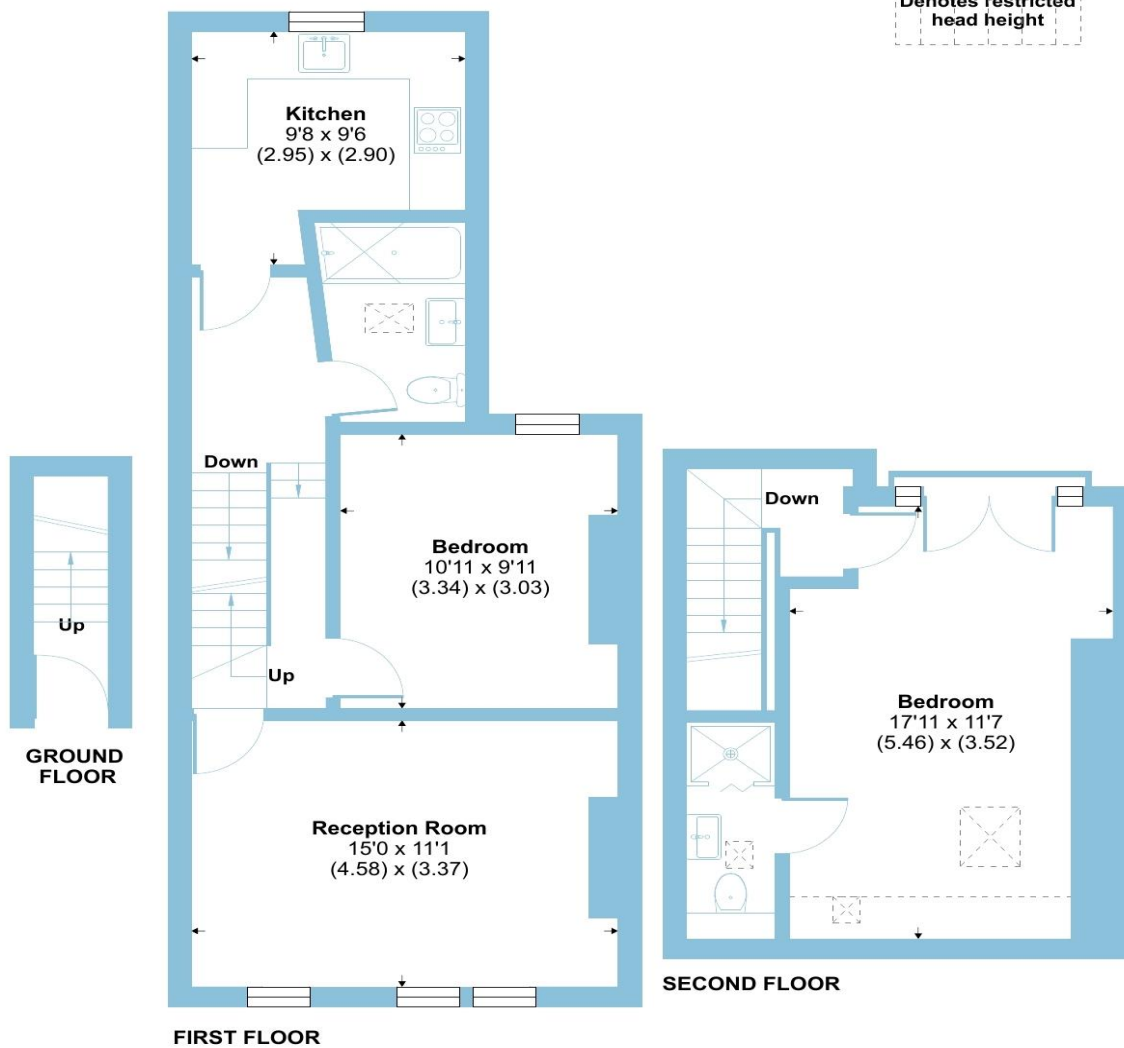 Denotes restricted
head height
Kitchen
9'8 x 9'6
(2.95) x (2.90)
Down
Up
Bedroom
10'11 x 9'11
(3.34) x (3.03)
Up
Down
Bedroom
17'11 x 11'7
(5.46) x (3.52)
GROUND
FLOOR
Reception Room
15'0 x 11'1
(4.58) x (3.37)
SECOND FLOOR
FIRST FLOOR